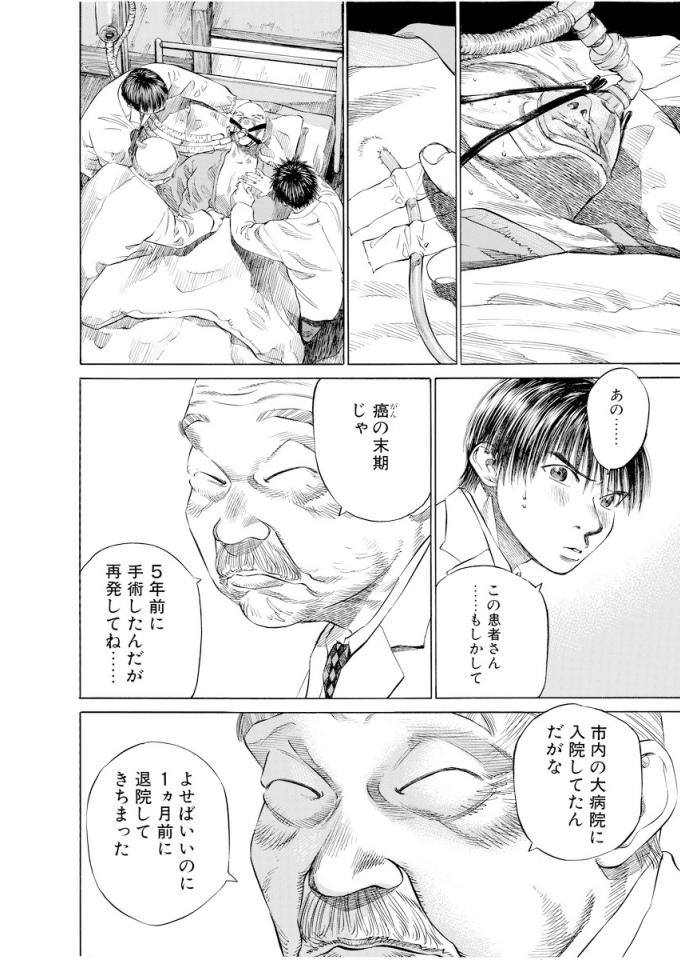 あの……
この患者さん
……もしかして
癌の末期
がん
じゃ
5年前に
手術したんだが
再発してね……
市内の大病院に
入院してたん
だがな
よせばいいのに
1ヵ月前に
退院して
きちまった